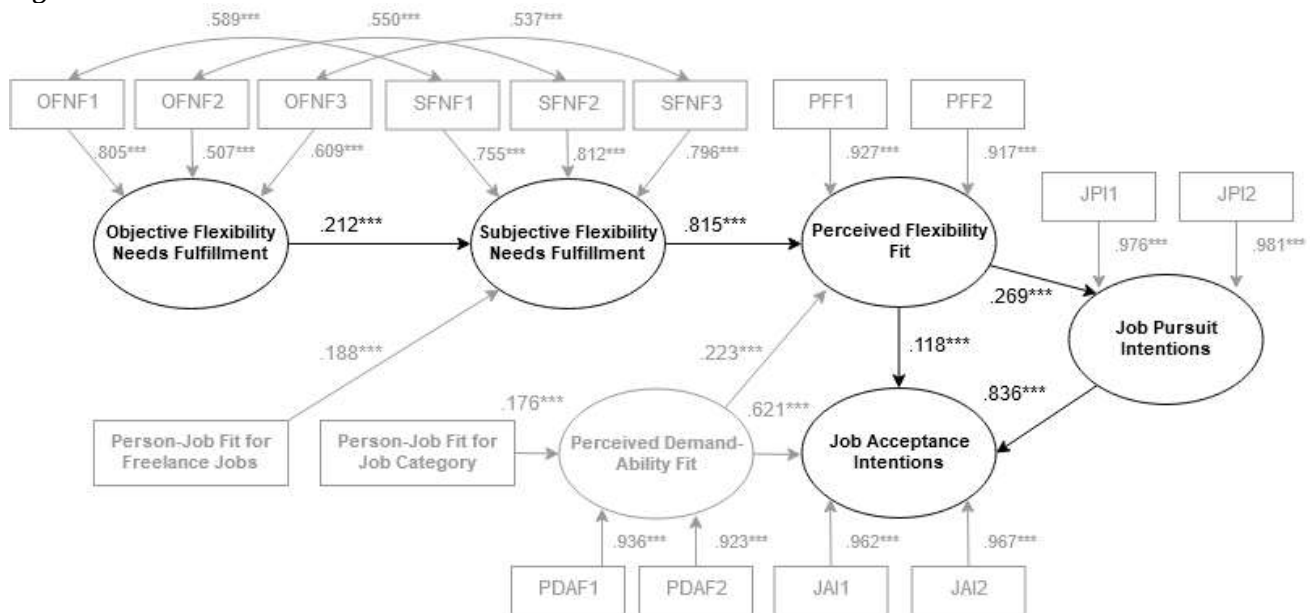 .589***
.550***
.537***
OFNF1
OFNF2
OFNF3
SFNF1
SFNF2
SFNF3
PFF1
PFF2
.805***
.507***
.609***
.755***
.812***
.796***
.927***
.917***
JPI1
JPI2
Objective Flexibility
Needs Fulfillment
.212***
Subjective Flexibility
Needs Fulfillment
.815***
Perceived Flexibility
Fit
.976***
.981***
.269***
Job Pursuit
Intentions
.188***
.223***
.118***
.176***
.621***
.836***
Person-Job Fit for
Freelance Jobs
Person-Job Fit for
Job Category
Perceived Demand-
Ability Fit
Job Acceptance
Intentions
.936***
.923***
.962***
.967***
PDAF1
PDAF2
JAI1
JAI2